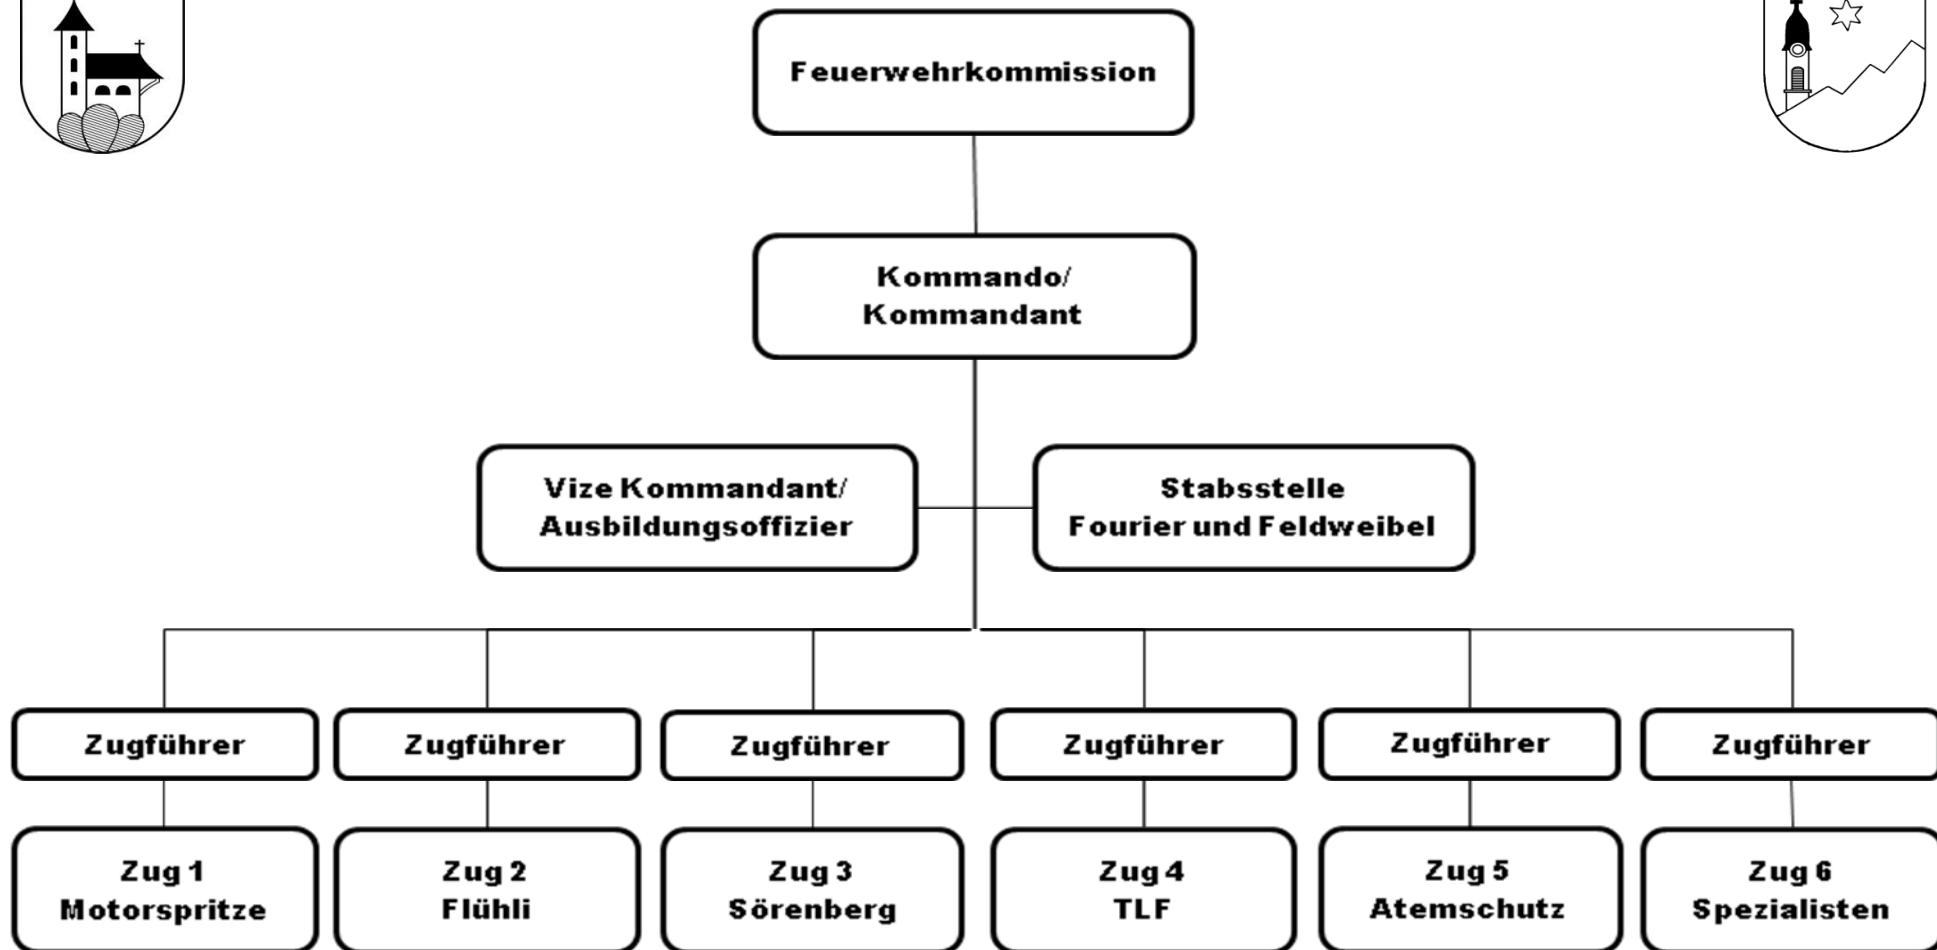 Feuerwehrkommission
Kommando/
Kommandant
Vize Kommandant/
Ausbildungsoffizier
Stabsstelle
Fourier und Feldweibel
Zugführer
Zugführer
Zugführer
Zugführer
Zugführer
Zugführer
Zug 1
Motorspritze
Zug 2
Flühli
Zug 3
Sörenberg
Zug 4
TLF
Zug 5
Atemschutz
Zug 6
Spezialisten